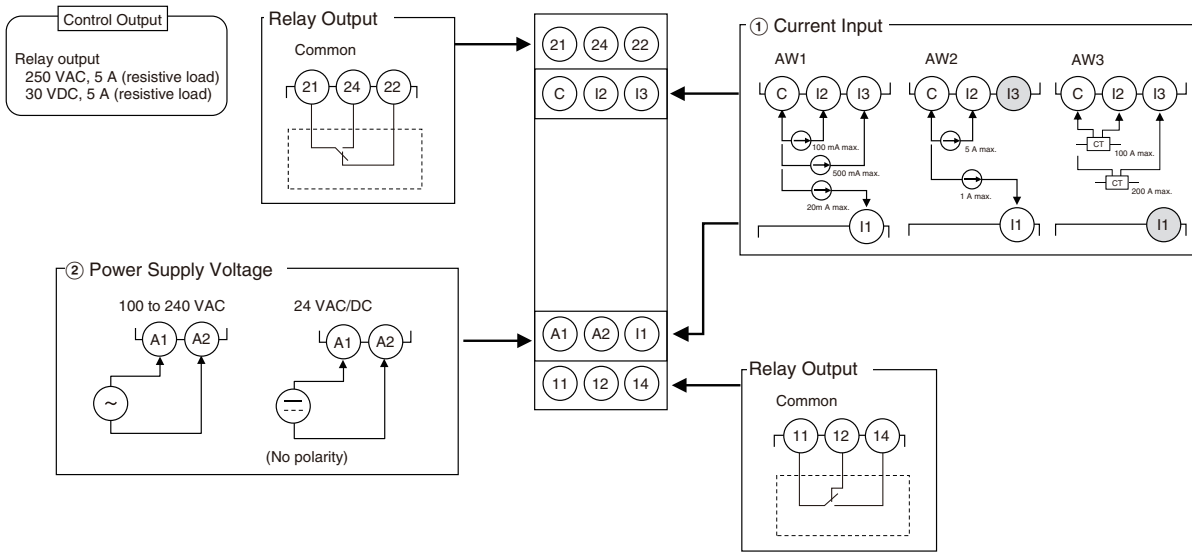 Control Output
Relay output
250 VAC, 5 A (resistive load)
30 VDC, 5 A (resistive load)
Relay Output
Common
21 24 22
21 24 22
C I2 I3
① Current Input
AW1 AW2 AW3
C I2 I3 C I2 I3 C I2 I3
100 mA max.
500 mA max.
20m A max.
I1
5 A max.
1 A max.
I1
CT
100 A max.
CT
200 A max.
I1
② Power Supply Voltage
100 to 240 VAC 24 VAC/DC
A1 A2 A1 A2
~
(No polarity)
A1 A2 I1
11 12 14
Relay Output
Common
11 12 14